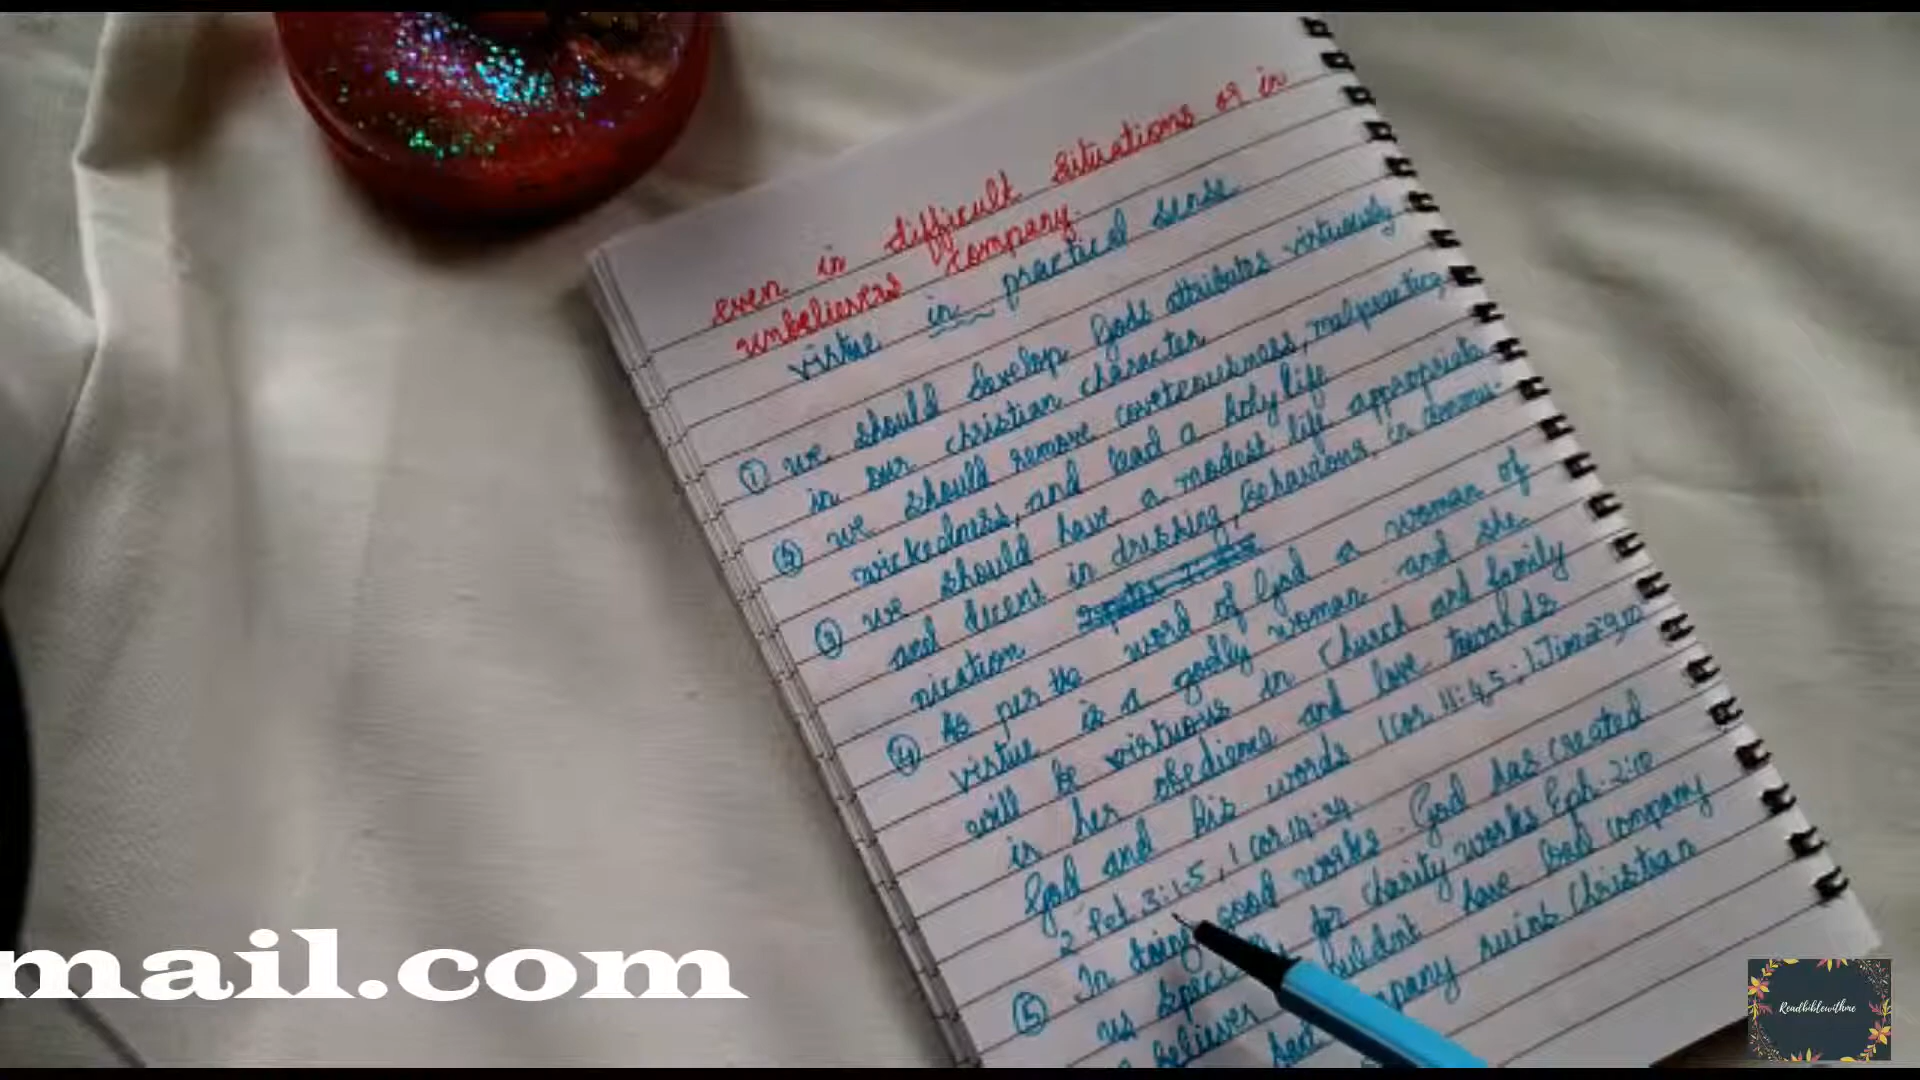 even in difficult situations or in
unbelievers company.
virtue in practical sense
① we should develop Gods attributes virtuously
in our christian character
② we should remove coveteousness, malpracting,
wickedness, and lead a holy life
③ we should have a modest life appropriate
and decent in dressing, behaviour, in commu-
nication
④ As per the word of God a woman of
virtue is a godly woman and she
will be virtuous in church and family
in her obedience and love towards
God and his words 1 Cor 11:4,5; 1 Tim 2:9,10
2 Pet 3:1-5, 1 Cor 14:34.
⑤ In doing good works. God has created
us for charity works Eph. 2:10
believer have bad company
ruins Christian
mail.com
Readbiblewithme